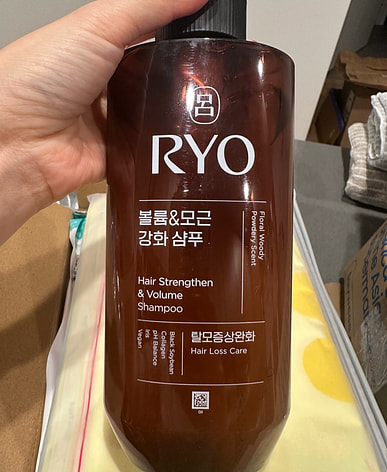 呂
RYO
볼륨&모근
강화 샴푸
Floral Woody
Powdery Scent
Hair Strengthen
& Volume
Shampoo
Black Soybean
Collagen
pH Balance
Iris
Vegan
탈모증상완화
Hair Loss Care